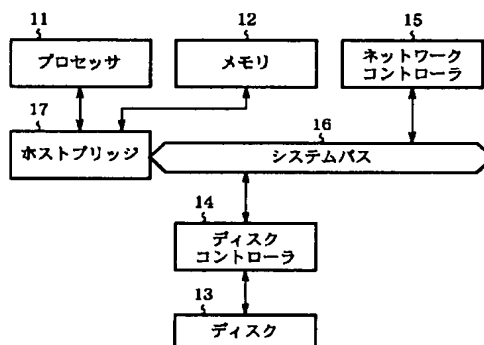 11
プロセッサ
12
メモリ
15
ネットワーク
コントローラ
17
ホストブリッジ
16
システムバス
14
ディスク
コントローラ
13
ディスク